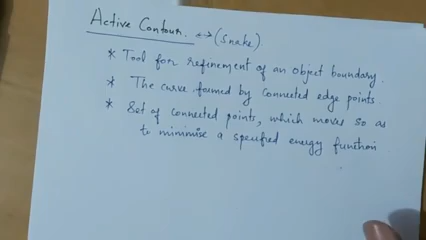 Active Contour. ↔ (Snake)
* Tool for refinement of an object boundary.
* The curve formed by connected edge points.
* Set of connected points, which moves so as
to minimise a specified energy function